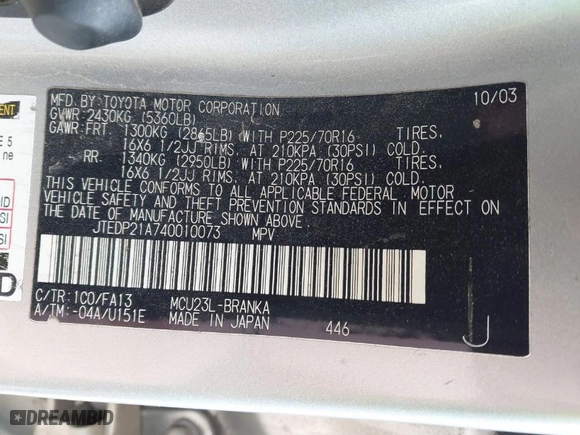 MFD.BY:TOYOTA MOTOR CORPORATION 10/03
GVWR:2430KG (5360LB)
GAWR:FRT. 1300KG (2865LB) WITH P225/70R16 TIRES,
16X6 1/2JJ RIMS, AT 210KPA (30PSI) COLD.
RR. 1340KG (2950LB) WITH P225/70R16 TIRES,
16X6 1/2JJ RIMS, AT 210KPA (30PSI) COLD.
THIS VEHICLE CONFORMS TO ALL APPLICABLE FEDERAL MOTOR
VEHICLE SAFETY AND THEFT PREVENTION STANDARDS IN EFFECT ON
THE DATE OF MANUFACTURE SHOWN ABOVE.
JTEDP21A740010073 MPV
C/TR:1C0/FA13 MCU23L-BRANKA
A/TM:-04A/U151E MADE IN JAPAN 446
J
E 5
ne
SI
SI
D
DREAMBID